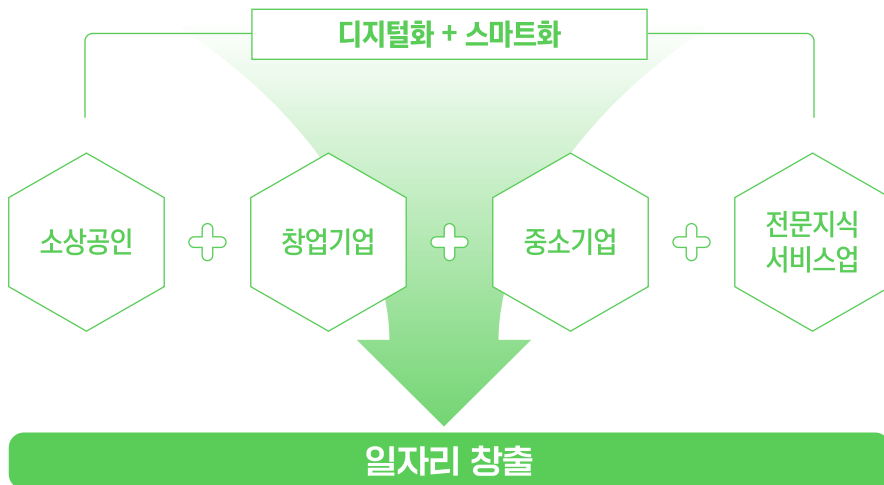 디지털화 + 스마트화
소상공인
창업기업
중소기업
전문지식
서비스업
일자리 창출